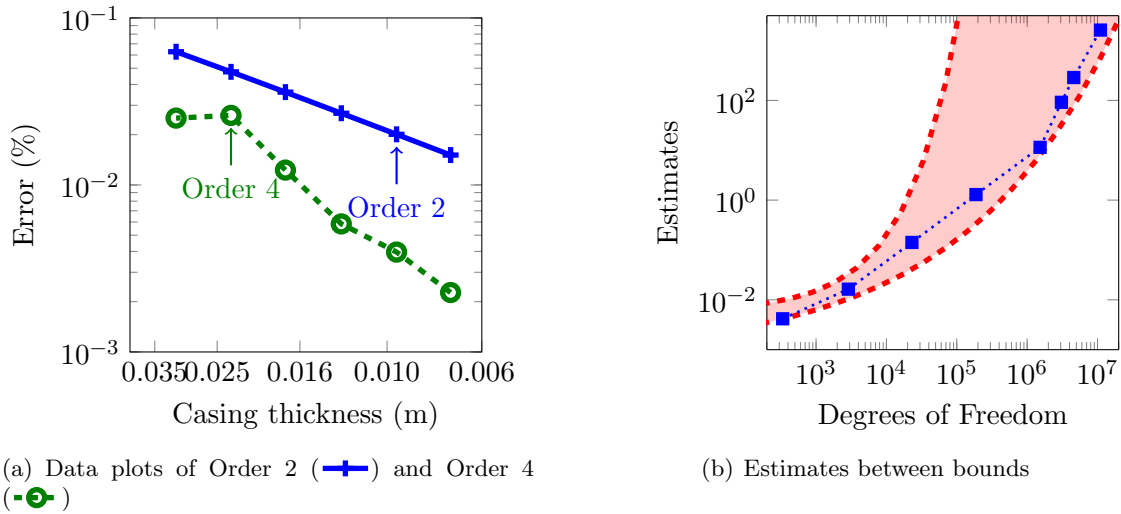 10^{-1}
10^{-2}
10^{-3}
Error (%)
Order 4
Order 2
0.035 0.025 0.016 0.010 0.006
Casing thickness (m)
(a) Data plots of Order 2 ( ) and Order 4
( )
10^{2}
10^{0}
10^{-2}
Estimates
10^{3} 10^{4} 10^{5} 10^{6} 10^{7}
Degrees of Freedom
(b) Estimates between bounds